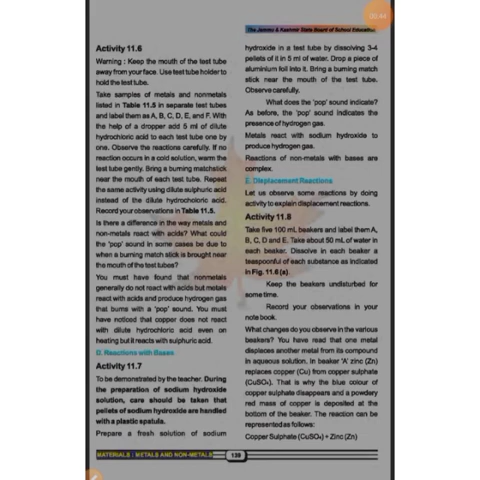 00:44
The Jammu & Kashmir State Board of School Education
Activity 11.6
Warning : Keep the mouth of the test tube
away from your face. Use test tube holder to
hold the test tube.
Take samples of metals and nonmetals
listed in Table 11.5 in separate test tubes
and label them as A, B, C, D, E, and F. With
the help of a dropper add 5 ml of dilute
hydrochloric acid to each test tube one by
one. Observe the reactions carefully. If no
reaction occurs in a cold solution, warm the
test tube gently. Bring a burning matchstick
near the mouth of each test tube. Repeat
the same activity using dilute sulphuric acid
instead of the dilute hydrocholoric acid.
Record your observations in Table 11.5.
Is there a difference in the way metals and
non-metals react with acids? What could
the 'pop' sound in some cases be due to
when a burning match stick is brought near
the mouth of the test tubes?
You must have found that nonmetals
generally do not react with acids but metals
react with acids and produce hydrogen gas
that burns with a 'pop' sound. You must
have noticed that copper does not react
with dilute hydrochloric acid even on
heating but it reacts with sulphuric acid.
D. Reactions with Bases
Activity 11.7
To be demonstrated by the teacher. During
the preparation of sodium hydroxide
solution, care should be taken that
pellets of sodium hydroxide are handled
with a plastic spatula.
Prepare a fresh solution of sodium
hydroxide in a test tube by dissolving 3-4
pellets of it in 5 ml of water. Drop a piece of
aluminium foil into it. Bring a burning match
stick near the mouth of the test tube.
Observe carefully.
What does the 'pop' sound indicate?
As before, the 'pop' sound indicates the
presence of hydrogen gas.
Metals react with sodium hydroxide to
produce hydrogen gas.
Reactions of non-metals with bases are
complex.
E. Displacement Reactions
Let us observe some reactions by doing
activity to explain displacement reactions.
Activity 11.8
Take five 100 mL beakers and label them A,
B, C, D and E. Take about 50 mL of water in
each beaker. Dissolve in each beaker a
teaspoonful of each substance as indicated
in Fig. 11.6 (a).
Keep the beakers undisturbed for
some time.
Record your observations in your
note book.
What changes do you observe in the various
beakers? You have read that one metal
displaces another metal from its compound
in aqueous solution. In beaker 'A' zinc (Zn)
replaces copper (Cu) from copper sulphate
(CuSO₄). That is why the blue colour of
copper sulphate disappears and a powdery
red mass of copper is deposited at the
bottom of the beaker. The reaction can be
represented as follows:
Copper Sulphate (CuSO₄) + Zinc (Zn)
MATERIALS : METALS AND NON-METALS
139